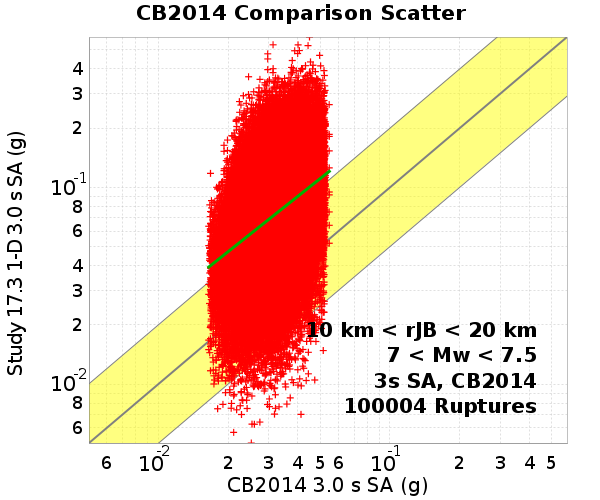 CB2014 Comparison Scatter
Study 17.3 1-D 3.0 s SA (g)
4
3
2
10-1
8
6
4
3
2
10-2
8
6
10 km < rJB < 20 km
7 < Mw < 7.5
3s SA, CB2014
100004 Ruptures
6 10-2 2 3 4 5 6 10-1 2 3 4 5
CB2014 3.0 s SA (g)